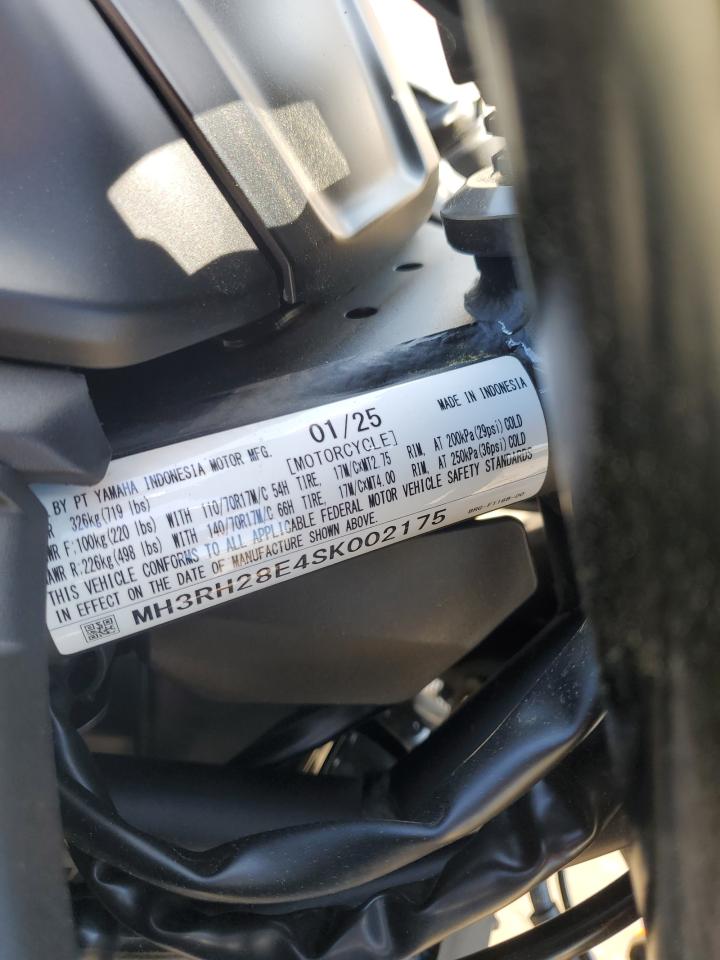 01/25 MADE IN INDONESIA
BY PT YAMAHA INDONESIA MOTOR MFG. [MOTORCYCLE]
R 326kg(719 lbs)
WR F:100kg(220 lbs) WITH 110/70R17M/C 54H TIRE, 17M/CxMT2.75 RIM, AT 200kPa(29psi) COLD
AWR R:226kg(498 lbs) WITH 140/70R17M/C 66H TIRE, 17M/CxMT4.00 RIM, AT 250kPa(36psi) COLD
THIS VEHICLE CONFORMS TO ALL APPLICABLE FEDERAL MOTOR VEHICLE SAFETY STANDARDS
IN EFFECT ON THE DATE OF MANUFACTURE SHOWN ABOVE.
MH3RH28E4SK002175